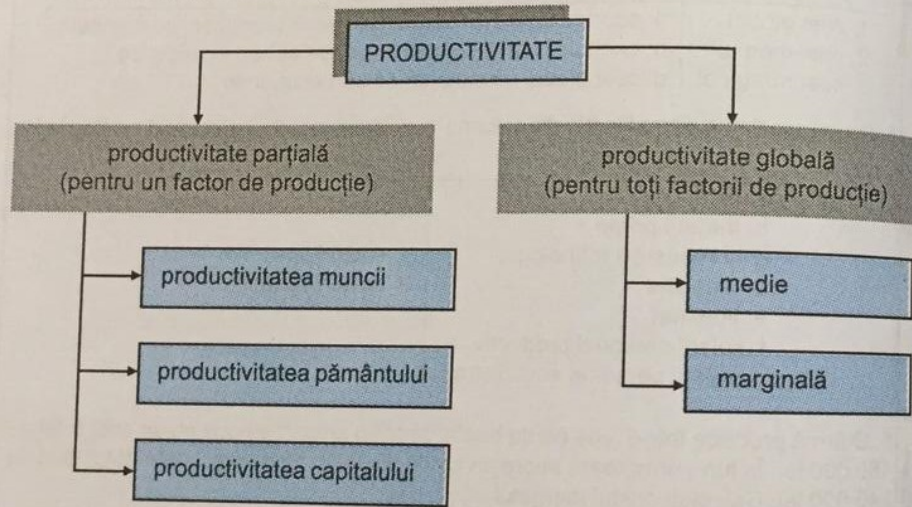 PRODUCTIVITATE
productivitate parțială
(pentru un factor de producție)
productivitatea muncii
productivitatea pământului
productivitatea capitalului
productivitate globală
(pentru toți factorii de producție)
medie
marginală